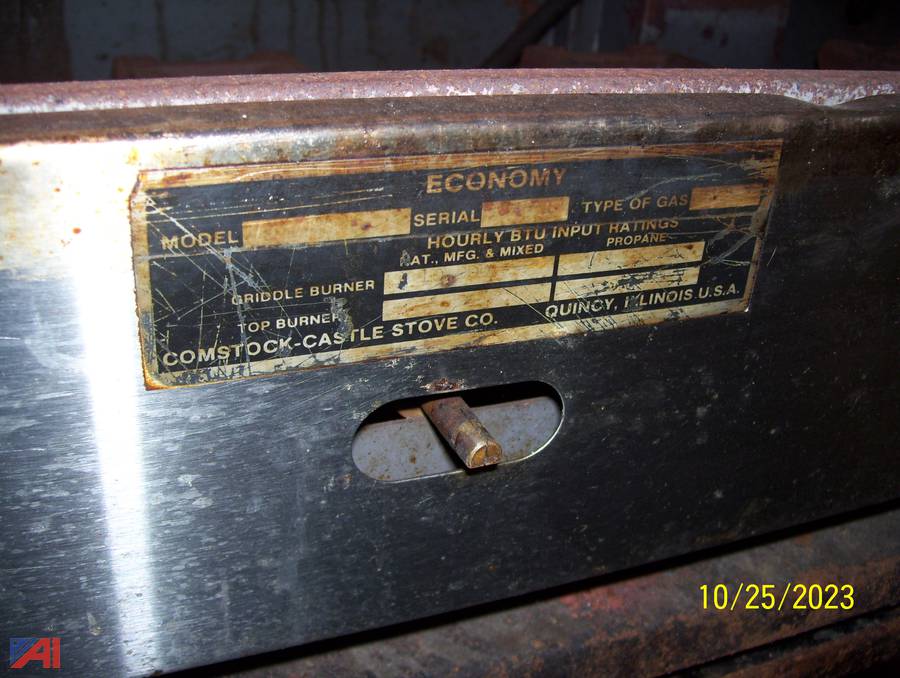 ECONOMY
MODEL SERIAL TYPE OF GAS
HOURLY BTU INPUT RATINGS
NAT., MFG. & MIXED PROPANE
GRIDDLE BURNER
TOP BURNER
COMSTOCK-CASTLE STOVE CO. QUINCY, ILLINOIS U.S.A.
10/25/2023
AI